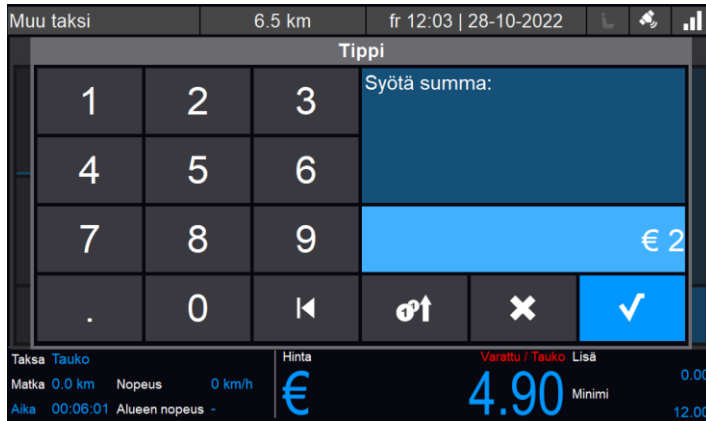 Muu taksi 6.5 km fr 12:03 | 28-10-2022
Tippi
1 2 3 Syötä summa:
4 5 6
7 8 9 € 2
. 0
Taksa Tauko Hinta Varattu / Tauko Lisä
0.00
Matka 0.0 km Nopeus 0 km/h € 4.90 Minimi
Aika 00:06:01 Alueen nopeus - 12.00